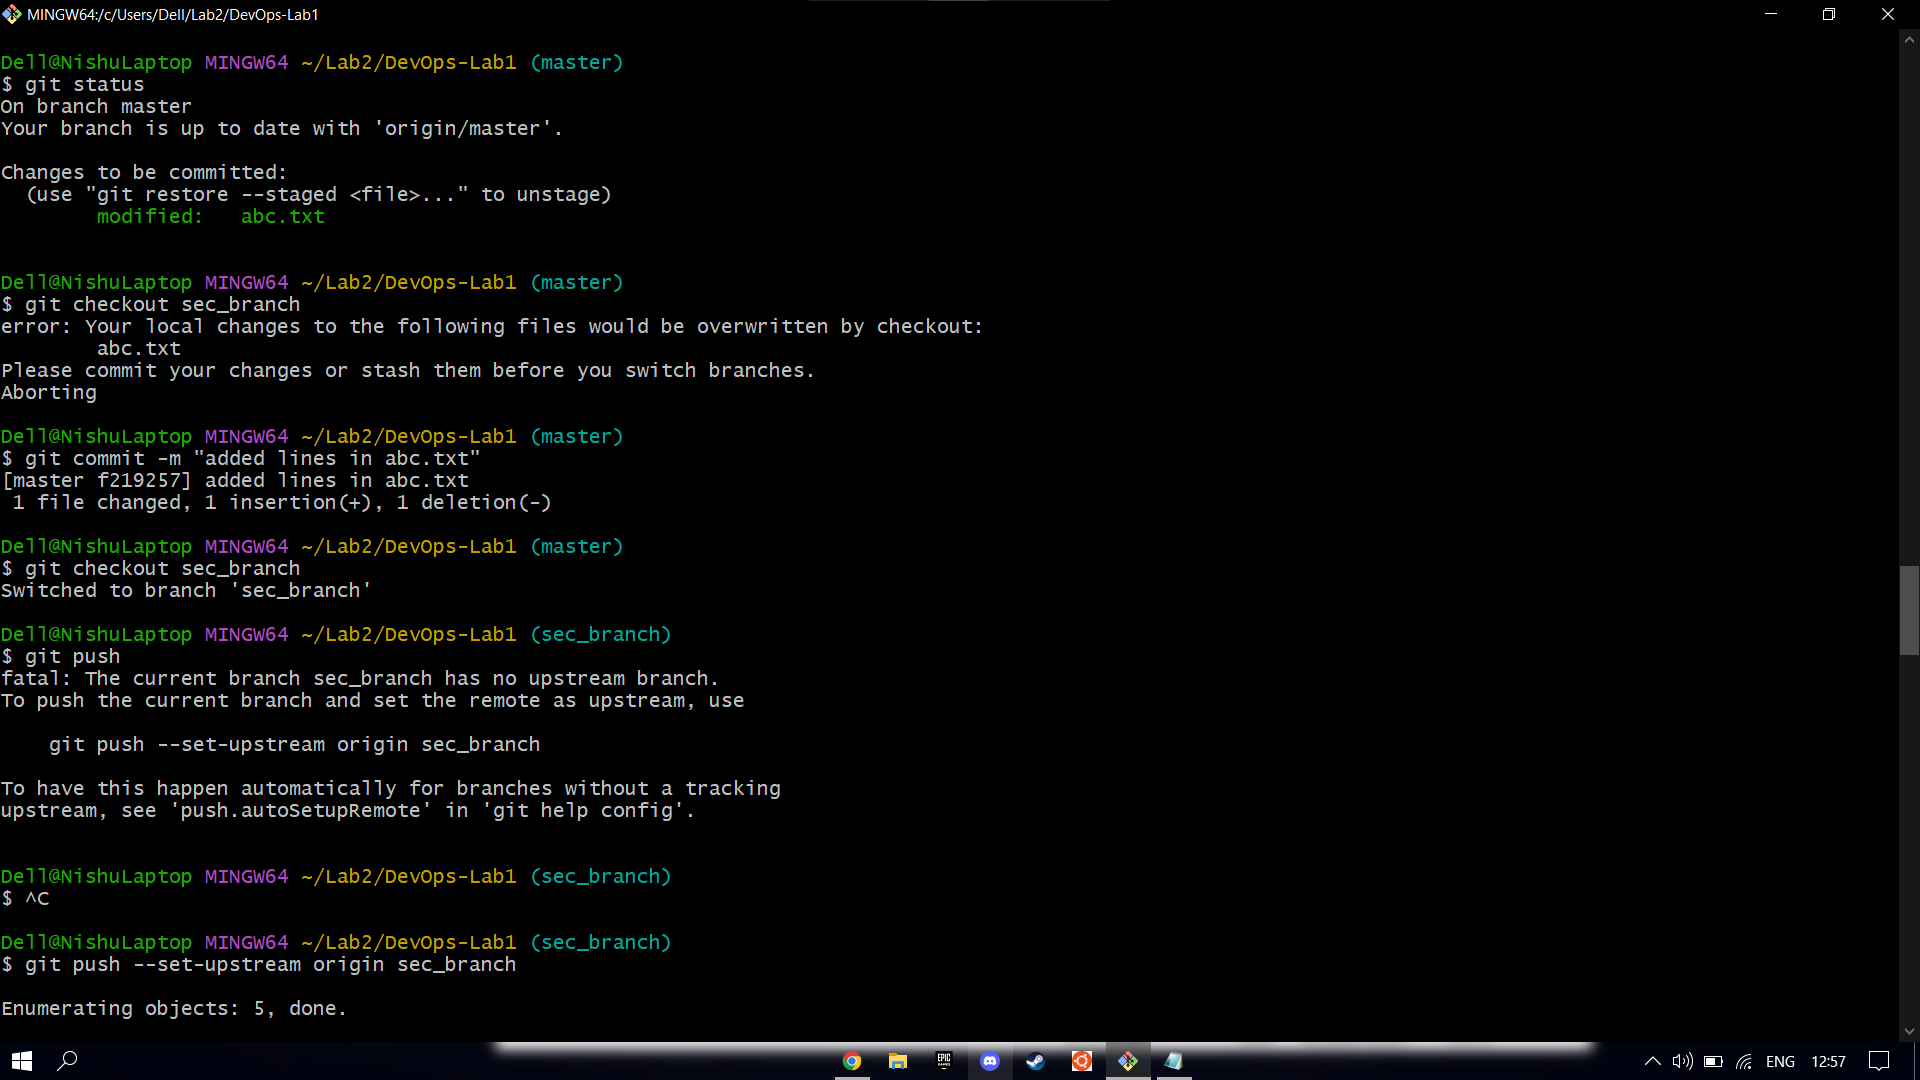 MINGW64:/c/Users/Dell/Lab2/DevOps-Lab1
Dell@NishuLaptop MINGW64 ~/Lab2/DevOps-Lab1 (master)
$ git status
On branch master
Your branch is up to date with 'origin/master'.
Changes to be committed:
  (use "git restore --staged <file>..." to unstage)
        modified:   abc.txt
Dell@NishuLaptop MINGW64 ~/Lab2/DevOps-Lab1 (master)
$ git checkout sec_branch
error: Your local changes to the following files would be overwritten by checkout:
        abc.txt
Please commit your changes or stash them before you switch branches.
Aborting
Dell@NishuLaptop MINGW64 ~/Lab2/DevOps-Lab1 (master)
$ git commit -m "added lines in abc.txt"
[master f219257] added lines in abc.txt
 1 file changed, 1 insertion(+), 1 deletion(-)
Dell@NishuLaptop MINGW64 ~/Lab2/DevOps-Lab1 (master)
$ git checkout sec_branch
Switched to branch 'sec_branch'
Dell@NishuLaptop MINGW64 ~/Lab2/DevOps-Lab1 (sec_branch)
$ git push
fatal: The current branch sec_branch has no upstream branch.
To push the current branch and set the remote as upstream, use
    git push --set-upstream origin sec_branch
To have this happen automatically for branches without a tracking
upstream, see 'push.autoSetupRemote' in 'git help config'.
Dell@NishuLaptop MINGW64 ~/Lab2/DevOps-Lab1 (sec_branch)
$ ^C
Dell@NishuLaptop MINGW64 ~/Lab2/DevOps-Lab1 (sec_branch)
$ git push --set-upstream origin sec_branch
Enumerating objects: 5, done.
EPIC
GAMES
ENG
12:57